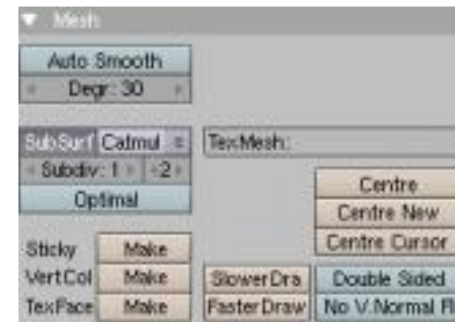 Mesh
Auto Smooth
Degr: 30
SubSurf Catmul TexMesh:
Subdiv: 1 2
Optimal
Centre
Centre New
Centre Cursor
Sticky Make
VertCol Make SlowerDra Double Sided
TexFace Make FasterDraw No V.Normal Fl